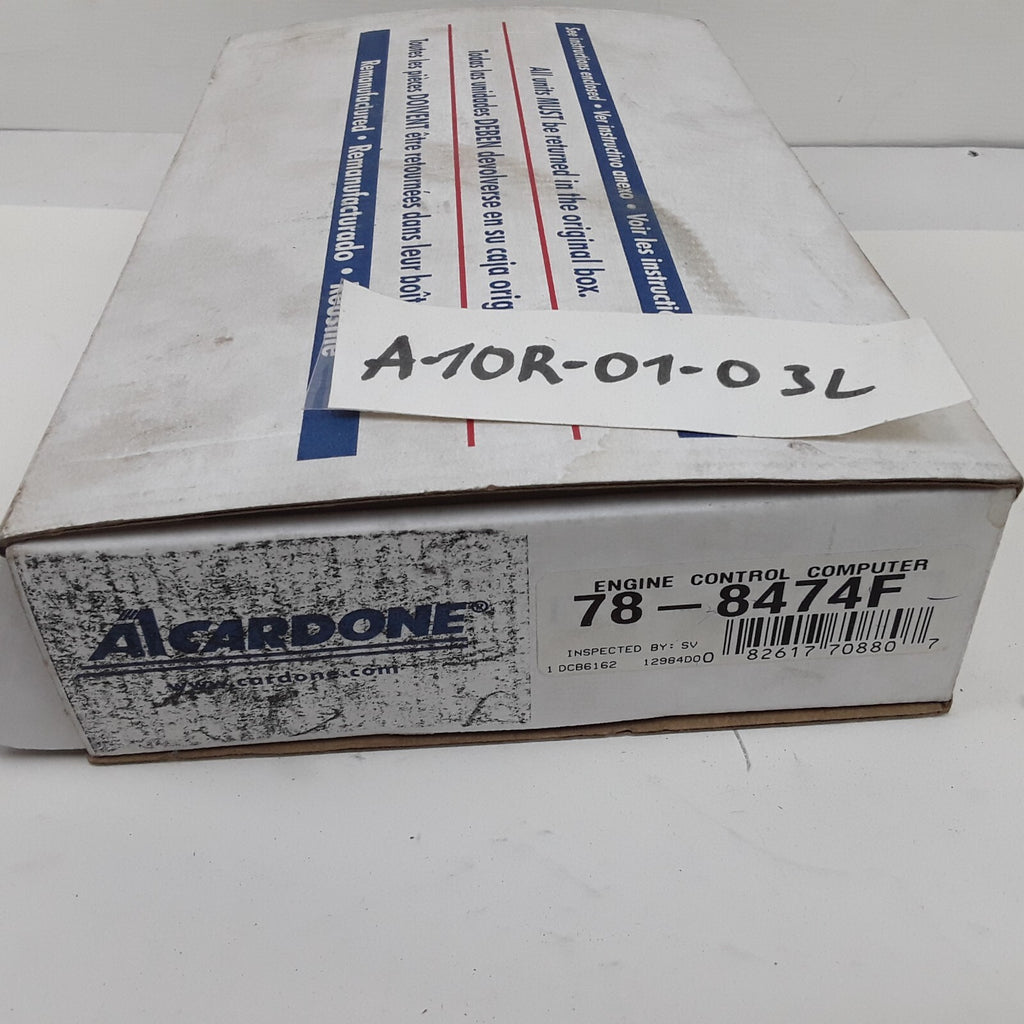 See instructions enclosed • Ver instructivo anexo • Voir les instructi
All units MUST be returned in the original box.
Todas las unidades DEBEN devolverse en su caja orig
Toutes les pièces DOIVENT être retournées dans leur boît
Remanufactured • Remanufacturado •
A-10R-01-03L
A1 CARDONE®
www.cardone.com
ENGINE CONTROL COMPUTER
78-8474F
INSPECTED BY: SV
1 DCB6162 12984D00
0 82617 70880 7